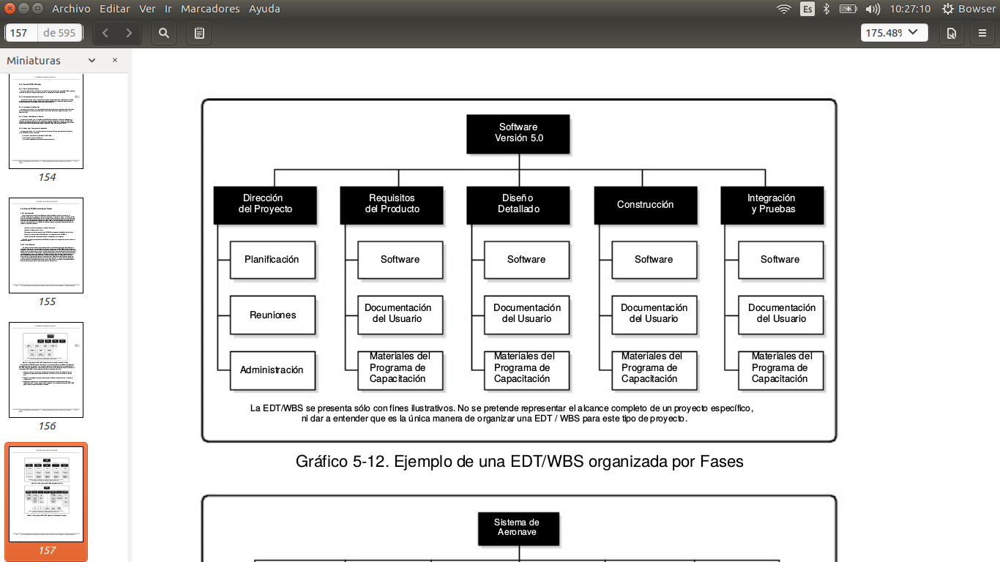 Archivo Editar Ver Ir Marcadores Ayuda
Es
10:27:10
Bowser
157 de 595
175.48%
Miniaturas
154
155
156
157
Software
Versión 5.0
Dirección
del Proyecto
Requisitos
del Producto
Diseño
Detallado
Construcción
Integración
y Pruebas
Planificación
Software
Software
Software
Software
Reuniones
Documentación
del Usuario
Documentación
del Usuario
Documentación
del Usuario
Documentación
del Usuario
Administración
Materiales del
Programa de
Capacitación
Materiales del
Programa de
Capacitación
Materiales del
Programa de
Capacitación
Materiales del
Programa de
Capacitación
La EDT/WBS se presenta sólo con fines ilustrativos. No se pretende representar el alcance completo de un proyecto específico,
ni dar a entender que es la única manera de organizar una EDT / WBS para este tipo de proyecto.
Gráfico 5-12. Ejemplo de una EDT/WBS organizada por Fases
Sistema de
Aeronave